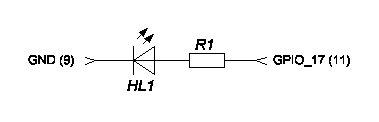 R1
GND (9)
GPIO_17 (11)
HL1